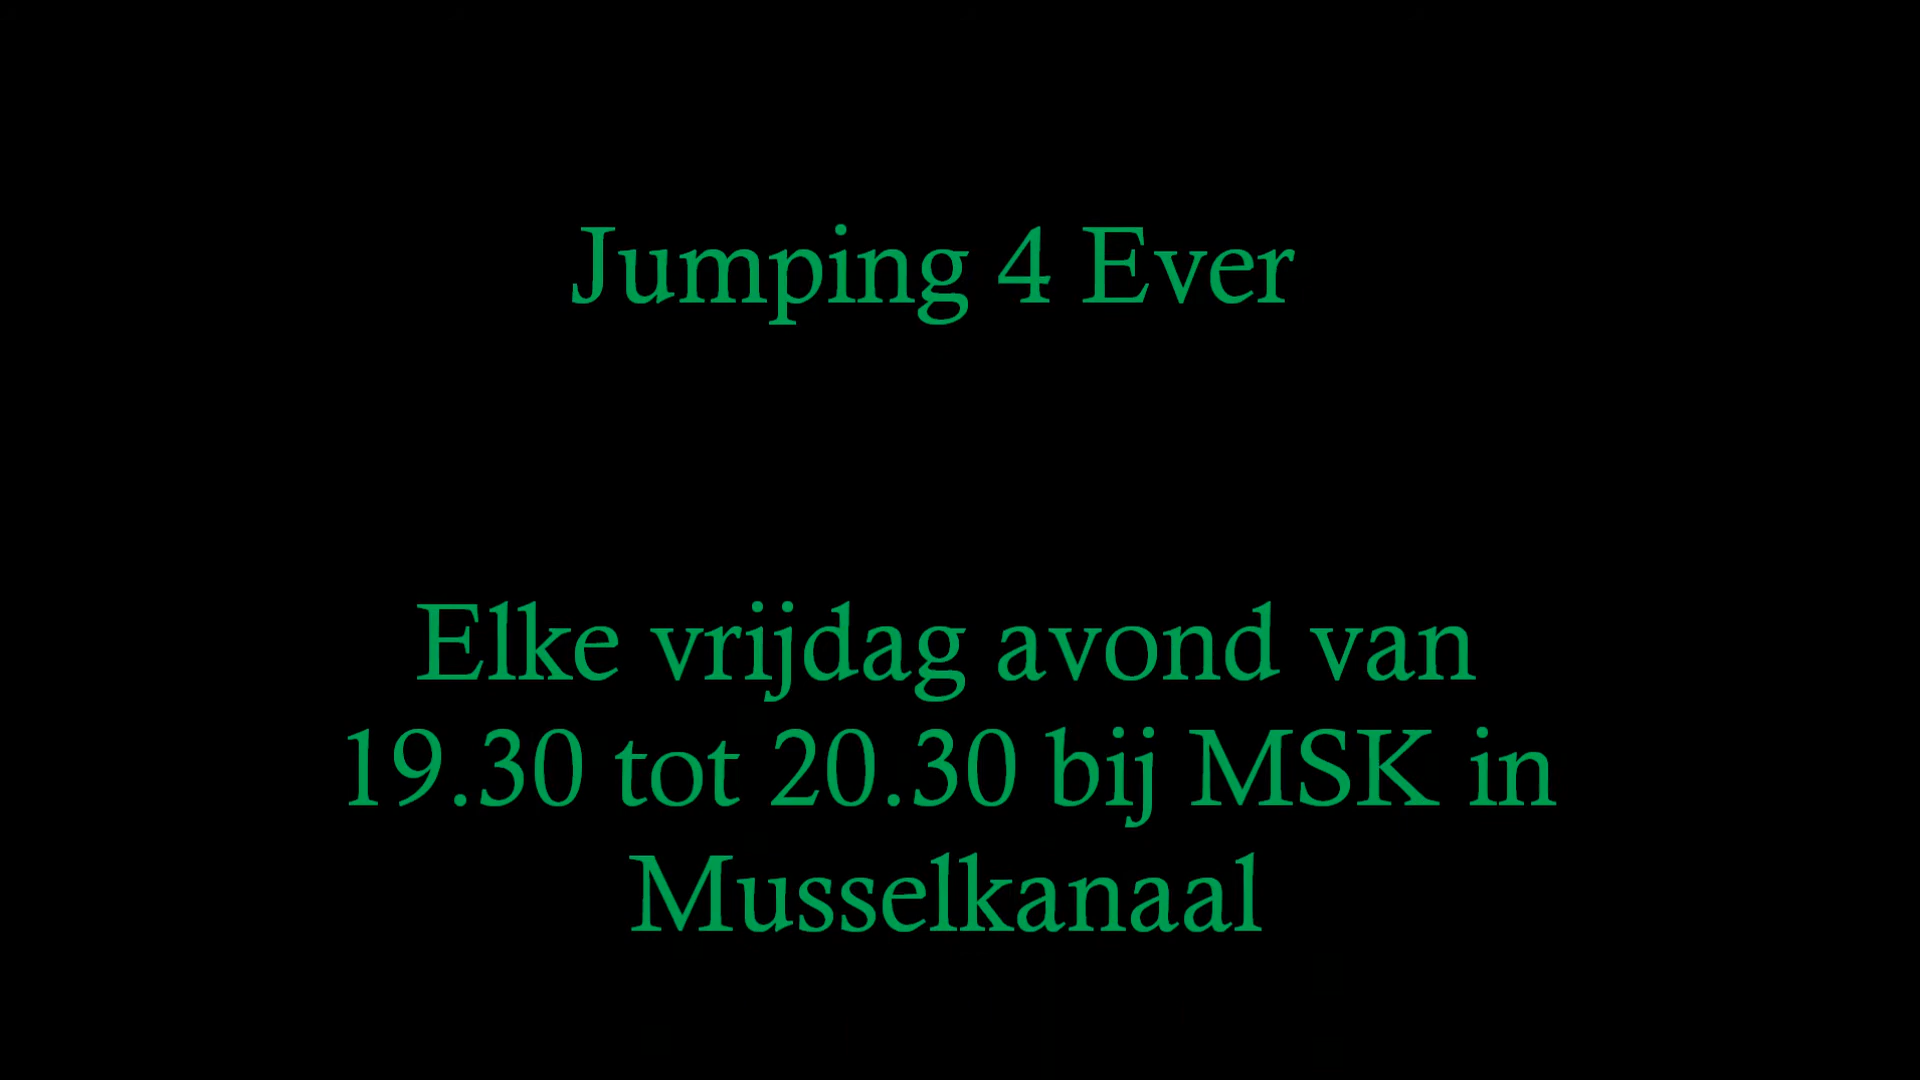 Jumping 4 Ever
Elke vrijdag avond van
19.30 tot 20.30 bij MSK in
Musselkanaal